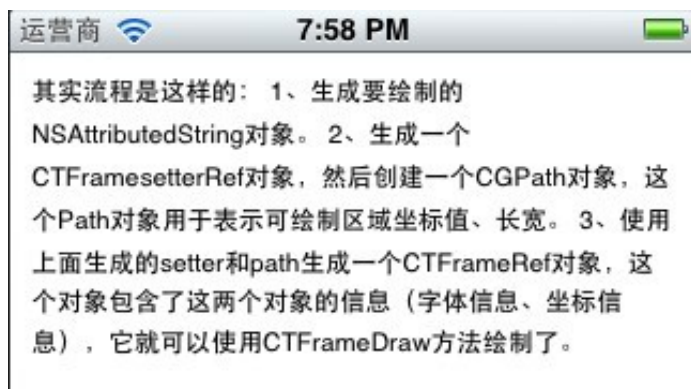 运营商 7:58 PM
其实流程是这样的： 1、生成要绘制的
NSAttributedString对象。 2、生成一个
CTFramesetterRef对象，然后创建一个CGPath对象，这
个Path对象用于表示可绘制区域坐标值、长宽。 3、使用
上面生成的setter和path生成一个CTFrameRef对象，这
个对象包含了这两个对象的信息（字体信息、坐标信
息），它就可以使用CTFrameDraw方法绘制了。